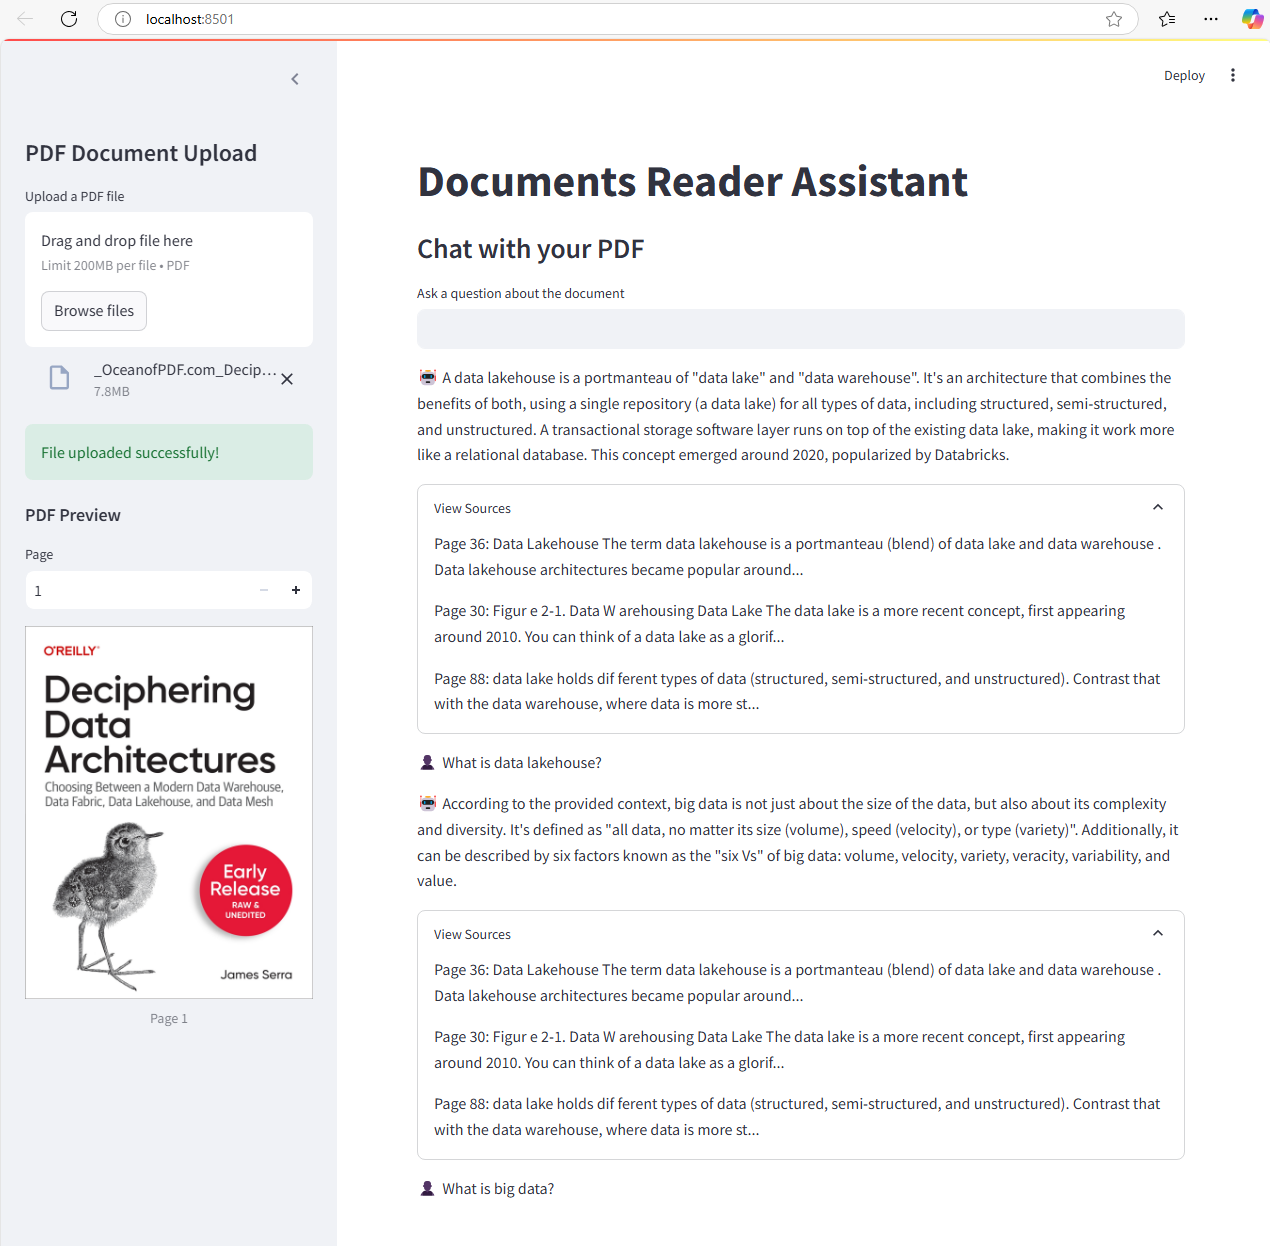 localhost:8501
Deploy
PDF Document Upload
Upload a PDF file
Drag and drop file here
Limit 200MB per file • PDF
Browse files
_OceanofPDF.com_Decip...
7.8MB
File uploaded successfully!
PDF Preview
Page
1
O'REILLY®
Deciphering
Data
Architectures
Choosing Between a Modern Data Warehouse,
Data Fabric, Data Lakehouse, and Data Mesh
Early
Release
RAW &
UNEDITED
James Serra
Page 1
Documents Reader Assistant
Chat with your PDF
Ask a question about the document
A data lakehouse is a portmanteau of "data lake" and "data warehouse". It's an architecture that combines the
benefits of both, using a single repository (a data lake) for all types of data, including structured, semi-structured,
and unstructured. A transactional storage software layer runs on top of the existing data lake, making it work more
like a relational database. This concept emerged around 2020, popularized by Databricks.
View Sources
Page 36: Data Lakehouse The term data lakehouse is a portmanteau (blend) of data lake and data warehouse .
Data lakehouse architectures became popular around...
Page 30: Figur e 2-1. Data W arehousing Data Lake The data lake is a more recent concept, first appearing
around 2010. You can think of a data lake as a glorif...
Page 88: data lake holds dif ferent types of data (structured, semi-structured, and unstructured). Contrast that
with the data warehouse, where data is more st...
What is data lakehouse?
According to the provided context, big data is not just about the size of the data, but also about its complexity
and diversity. It's defined as "all data, no matter its size (volume), speed (velocity), or type (variety)". Additionally, it
can be described by six factors known as the "six Vs" of big data: volume, velocity, variety, veracity, variability, and
value.
View Sources
Page 36: Data Lakehouse The term data lakehouse is a portmanteau (blend) of data lake and data warehouse .
Data lakehouse architectures became popular around...
Page 30: Figur e 2-1. Data W arehousing Data Lake The data lake is a more recent concept, first appearing
around 2010. You can think of a data lake as a glorif...
Page 88: data lake holds dif ferent types of data (structured, semi-structured, and unstructured). Contrast that
with the data warehouse, where data is more st...
What is big data?